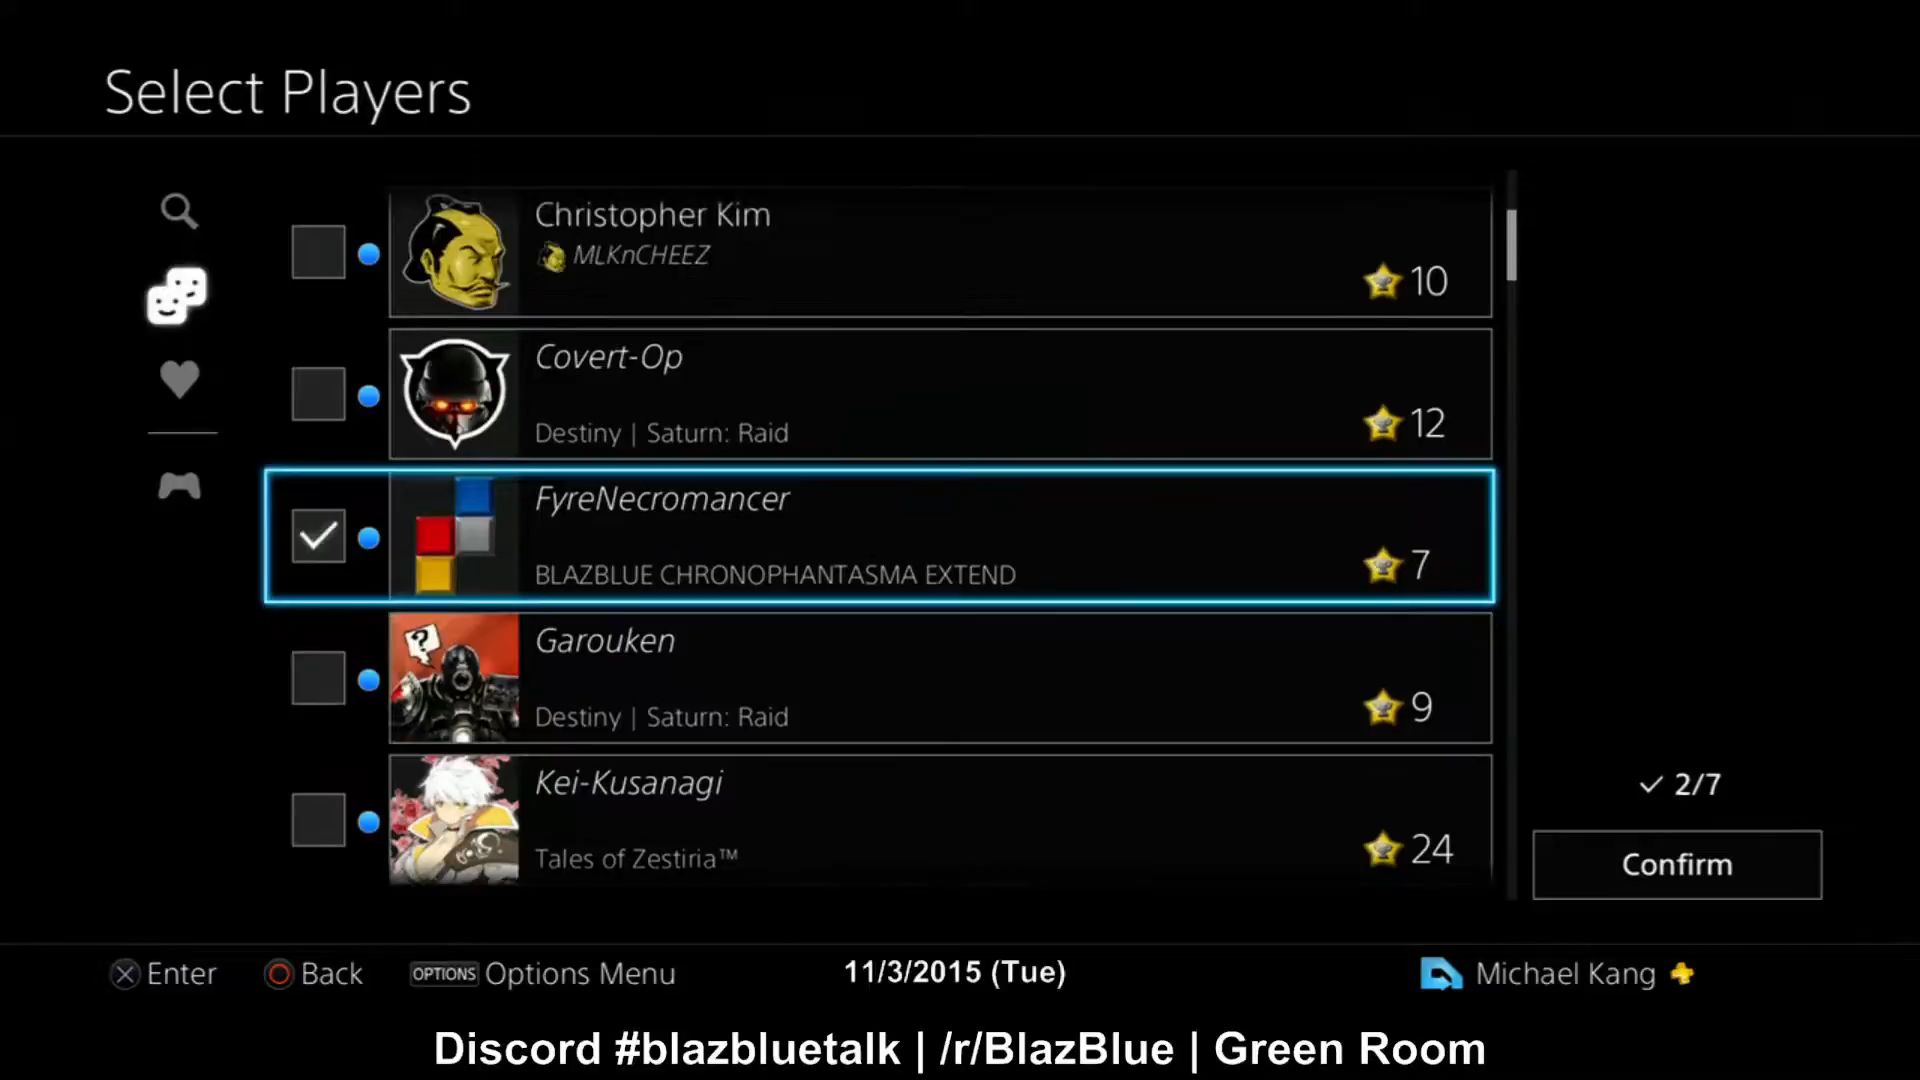 Select Players
Christopher Kim
MLKnCHEEZ
10
Covert-Op
Destiny | Saturn: Raid
12
FyreNecromancer
BLAZBLUE CHRONOPHANTASMA EXTEND
7
?
Garouken
Destiny | Saturn: Raid
9
Kei-Kusanagi
Tales of Zestiria™
24
2/7
Confirm
Enter Back OPTIONS Options Menu 11/3/2015 (Tue) Michael Kang
Discord #blazbluetalk | /r/BlazBlue | Green Room